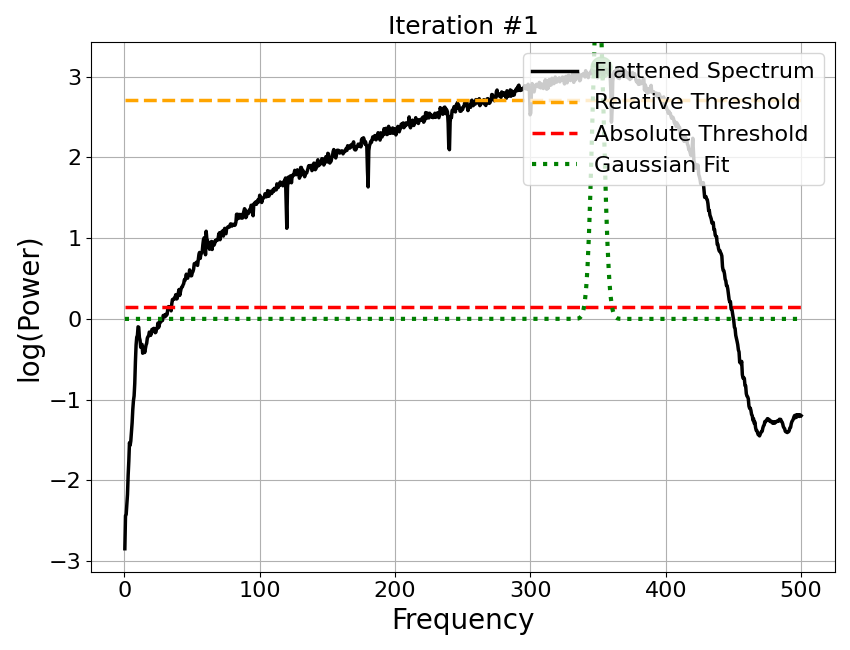 Iteration #1
log(Power)
3
2
1
0
−1
−2
−3
Flattened Spectrum
Relative Threshold
Absolute Threshold
Gaussian Fit
0 100 200 300 400 500
Frequency